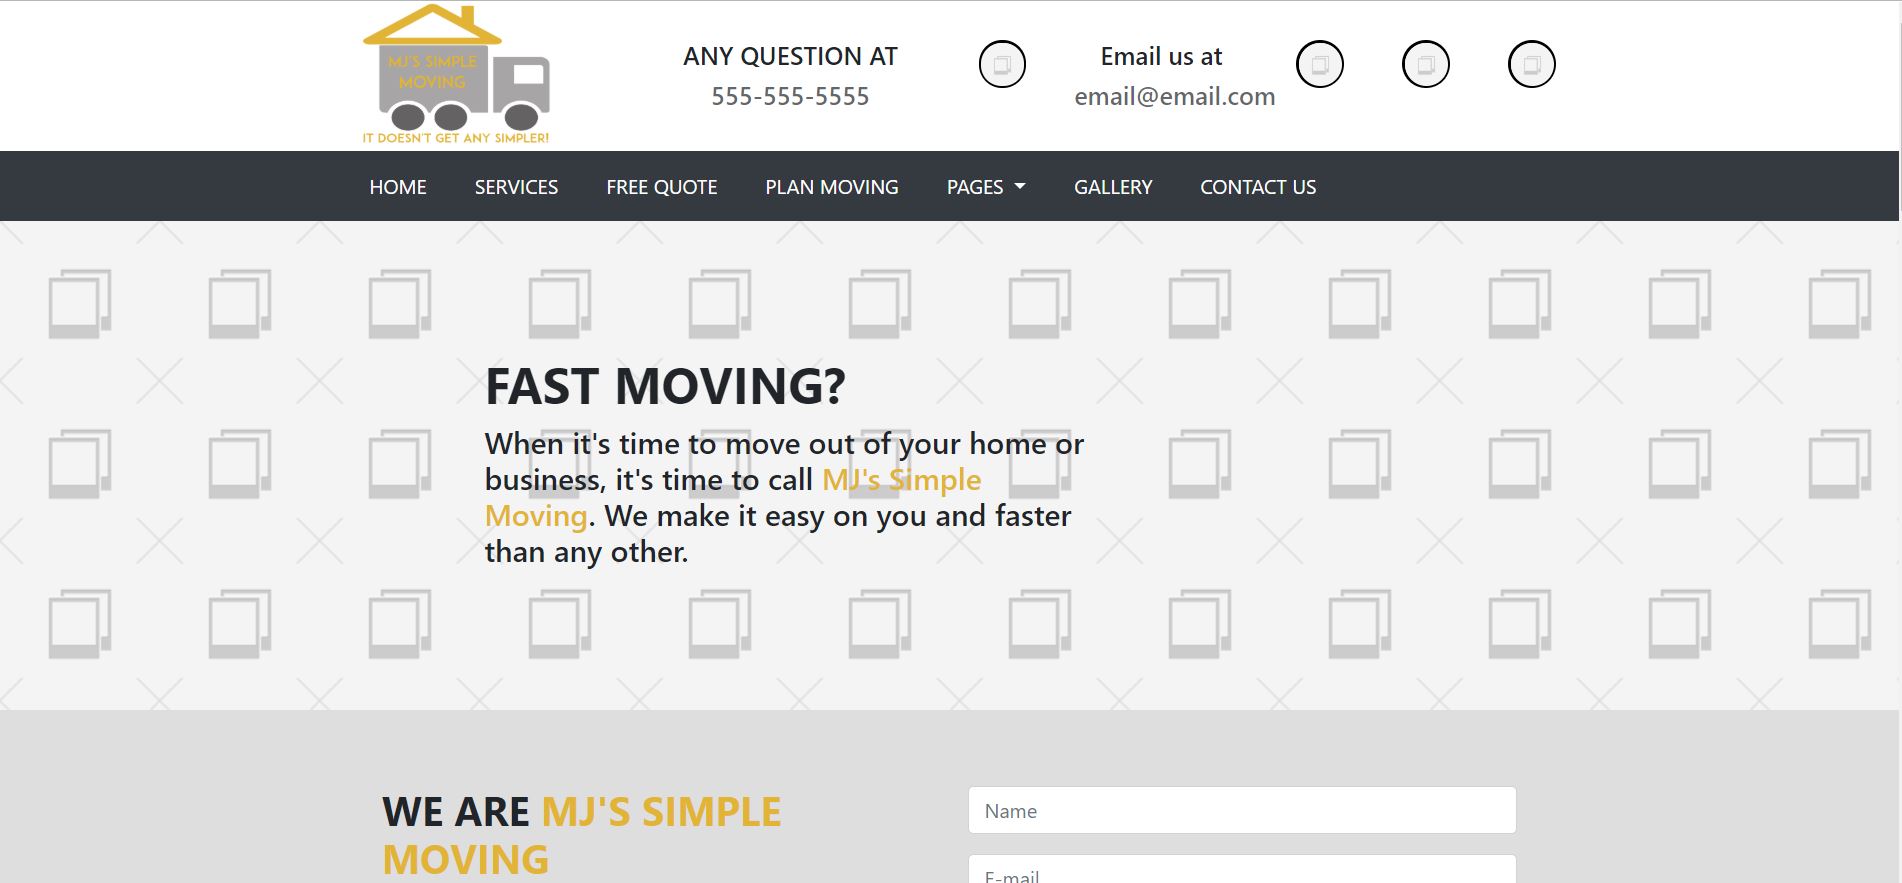 MJ'S SIMPLE
MOVING
IT DOESN'T GET ANY SIMPLER!
ANY QUESTION AT
555-555-5555
Email us at
email@email.com
HOME SERVICES FREE QUOTE PLAN MOVING PAGES GALLERY CONTACT US
FAST MOVING?
When it's time to move out of your home or
business, it's time to call MJ's Simple
Moving. We make it easy on you and faster
than any other.
WE ARE MJ'S SIMPLE
MOVING
Name
E-mail